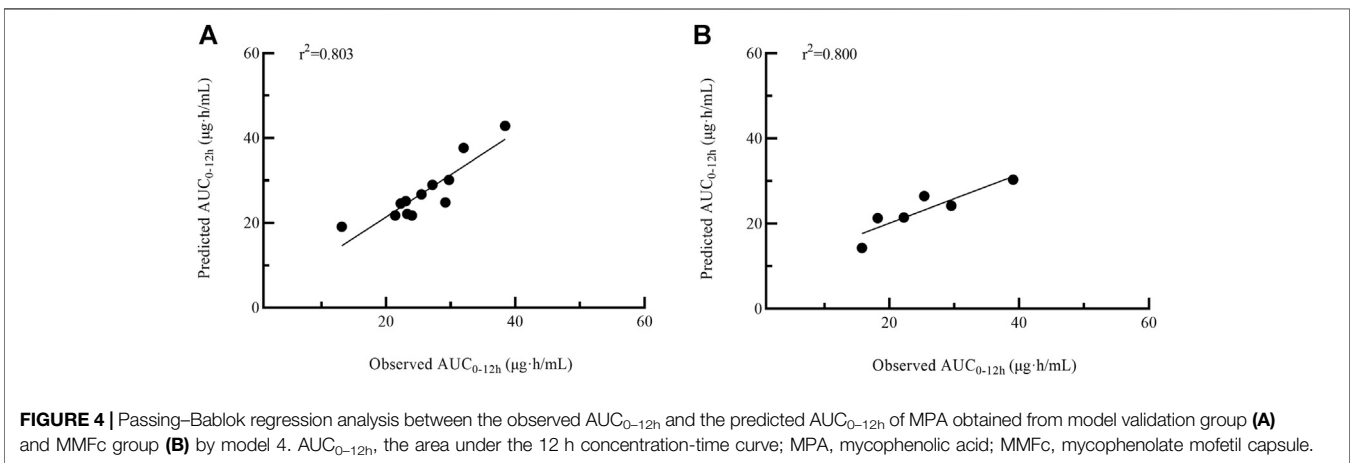 A
r²=0.803
60
40
20
0
Predicted AUC₀₋₁₂ₕ (μg·h/mL)
20
40
60
Observed AUC₀₋₁₂ₕ (μg·h/mL)
B
r²=0.800
60
40
20
0
Predicted AUC₀₋₁₂ₕ (μg·h/mL)
20
40
60
Observed AUC₀₋₁₂ₕ (μg·h/mL)
FIGURE 4 | Passing–Bablok regression analysis between the observed AUC₀₋₁₂ₕ and the predicted AUC₀₋₁₂ₕ of MPA obtained from model validation group (A)
and MMFc group (B) by model 4. AUC₀₋₁₂ₕ, the area under the 12 h concentration-time curve; MPA, mycophenolic acid; MMFc, mycophenolate mofetil capsule.